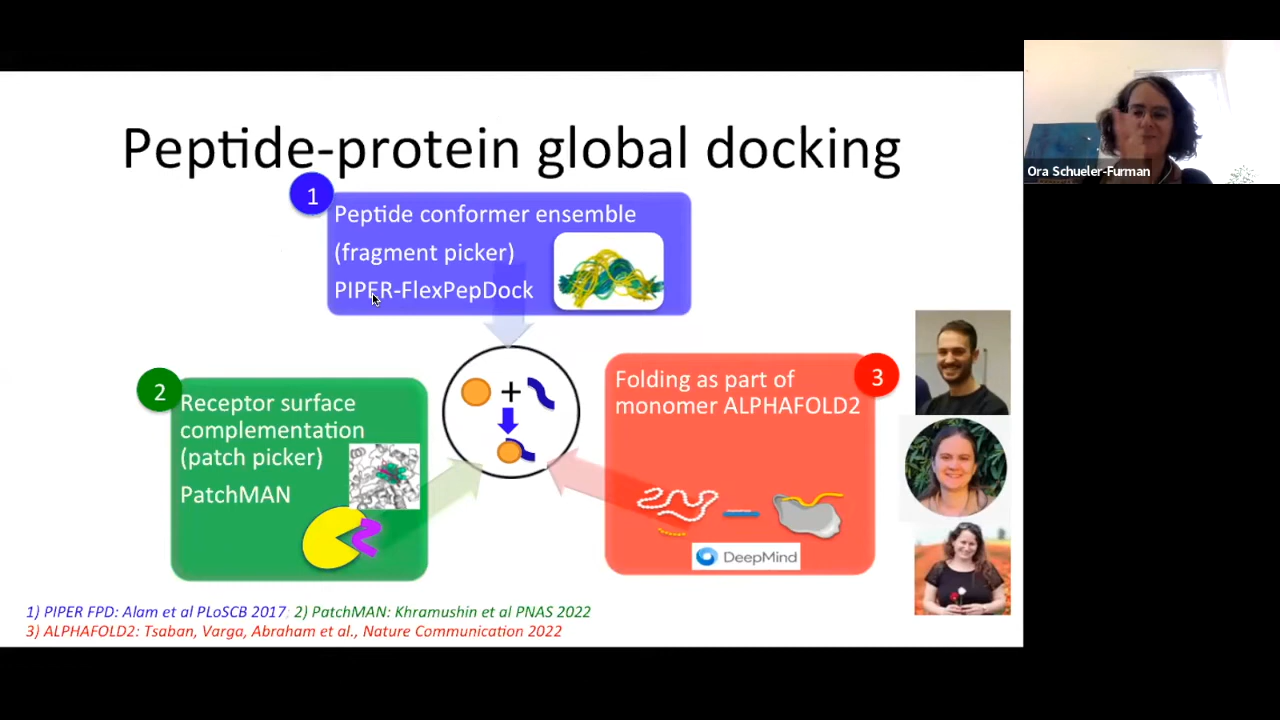 Peptide-protein global docking
1
Peptide conformer ensemble
(fragment picker)
PIPER-FlexPepDock
2
Receptor surface
complementation
(patch picker)
PatchMAN
+
3
Folding as part of
monomer ALPHAFOLD2
DeepMind
1) PIPER FPD: Alam et al PLoSCB 2017; 2) PatchMAN: Khramushin et al PNAS 2022
3) ALPHAFOLD2: Tsaban, Varga, Abraham et al., Nature Communication 2022
Ora Schueler-Furman